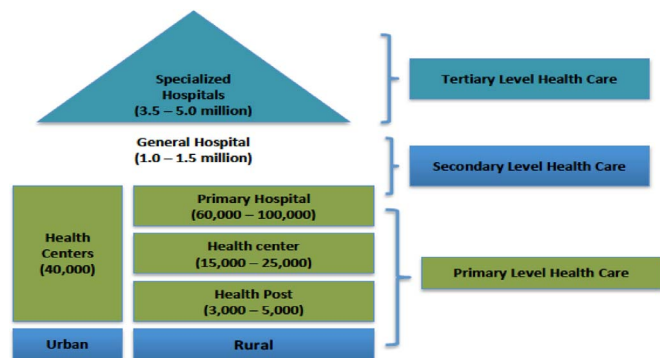 Specialized
Hospitals
(3.5 – 5.0 million)
Tertiary Level Health Care
General Hospital
(1.0 – 1.5 million)
Secondary Level Health Care
Health
Centers
(40,000)
Primary Hospital
(60,000 – 100,000)
Health center
(15,000 – 25,000)
Health Post
(3,000 – 5,000)
Primary Level Health Care
Urban
Rural